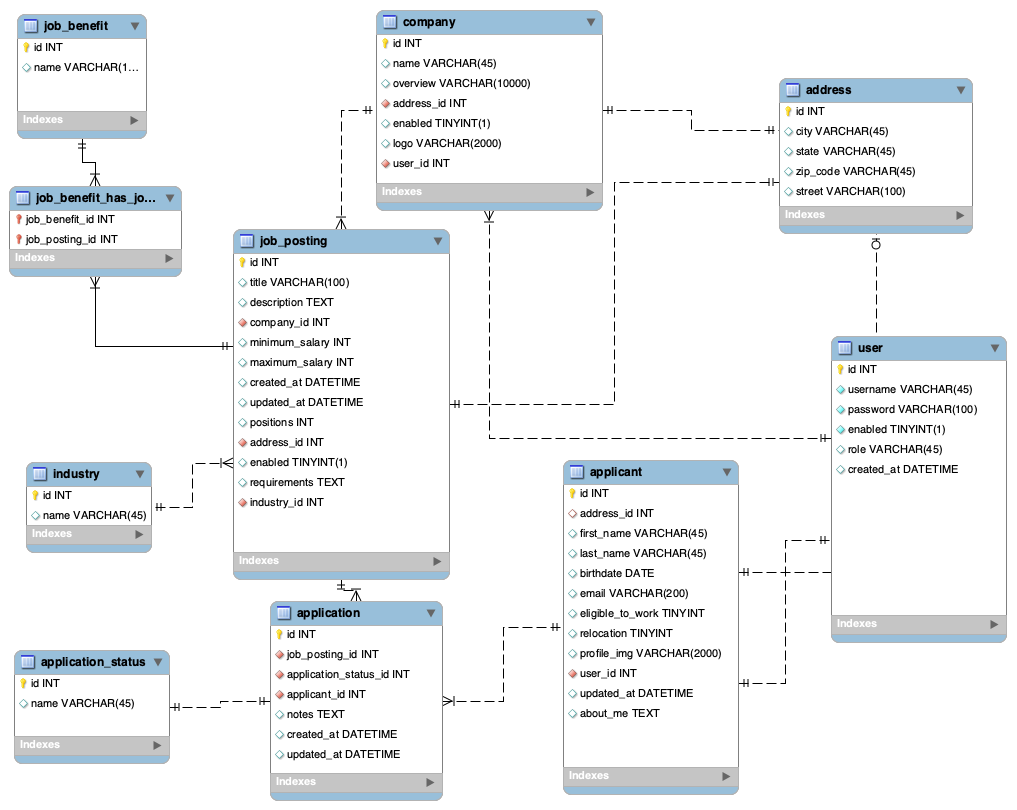 job_benefit
id INT
name VARCHAR(1...
Indexes
job_benefit_has_jo...
job_benefit_id INT
job_posting_id INT
Indexes
company
id INT
name VARCHAR(45)
overview VARCHAR(10000)
address_id INT
enabled TINYINT(1)
logo VARCHAR(2000)
user_id INT
Indexes
address
id INT
city VARCHAR(45)
state VARCHAR(45)
zip_code VARCHAR(45)
street VARCHAR(100)
Indexes
job_posting
id INT
title VARCHAR(100)
description TEXT
company_id INT
minimum_salary INT
maximum_salary INT
created_at DATETIME
updated_at DATETIME
positions INT
address_id INT
enabled TINYINT(1)
requirements TEXT
industry_id INT
Indexes
user
id INT
username VARCHAR(45)
password VARCHAR(100)
enabled TINYINT(1)
role VARCHAR(45)
created_at DATETIME
Indexes
industry
id INT
name VARCHAR(45)
Indexes
applicant
id INT
address_id INT
first_name VARCHAR(45)
last_name VARCHAR(45)
birthdate DATE
email VARCHAR(200)
eligible_to_work TINYINT
relocation TINYINT
profile_img VARCHAR(2000)
user_id INT
updated_at DATETIME
about_me TEXT
Indexes
application
id INT
job_posting_id INT
application_status_id INT
applicant_id INT
notes TEXT
created_at DATETIME
updated_at DATETIME
Indexes
application_status
id INT
name VARCHAR(45)
Indexes